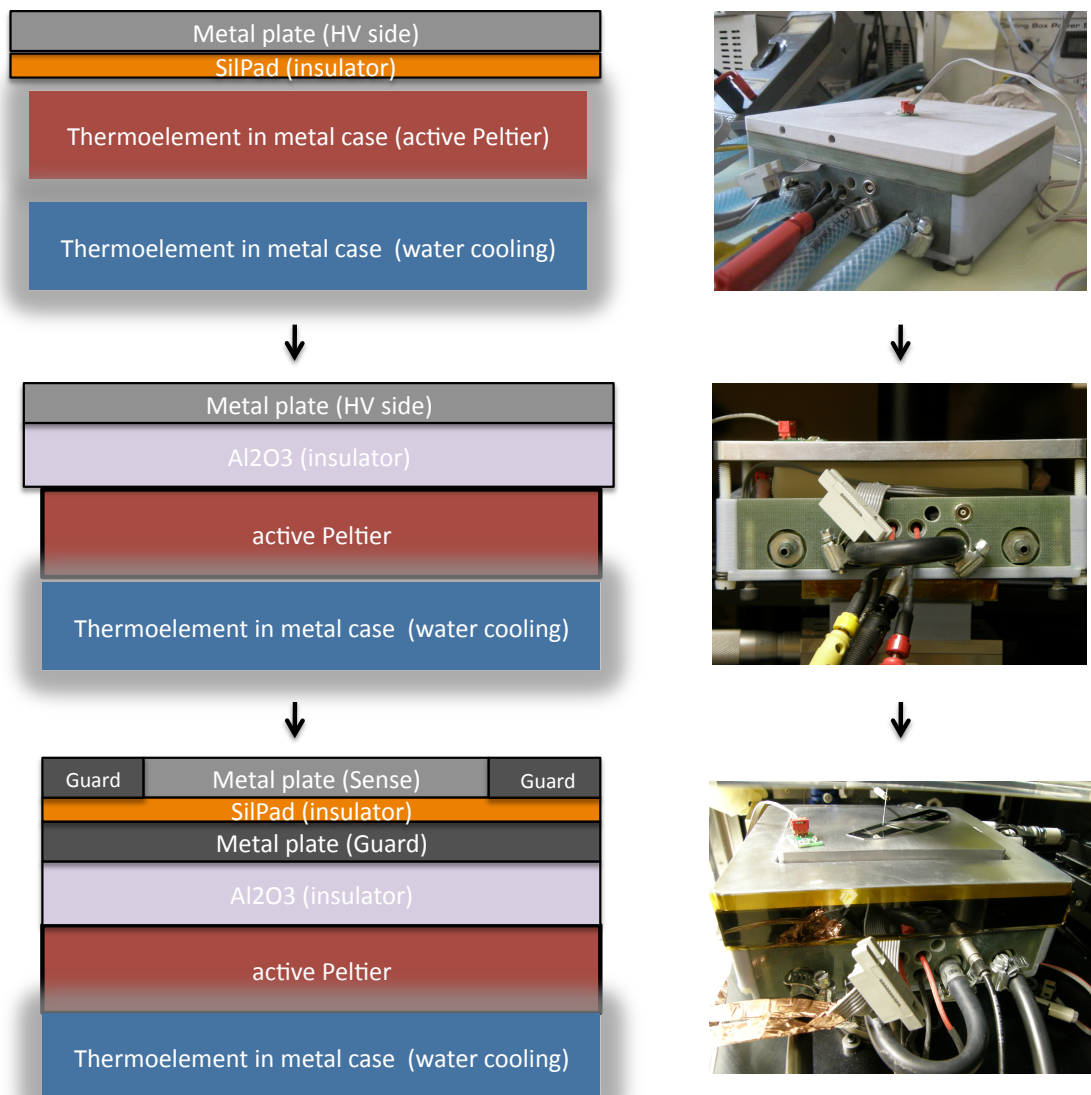 Metal plate (HV side)
SilPad (insulator)
Thermoelement in metal case (active Peltier)
Thermoelement in metal case (water cooling)
Metal plate (HV side)
Al2O3 (insulator)
active Peltier
Thermoelement in metal case (water cooling)
Guard Metal plate (Sense) Guard
SilPad (insulator)
Metal plate (Guard)
Al2O3 (insulator)
active Peltier
Thermoelement in metal case (water cooling)